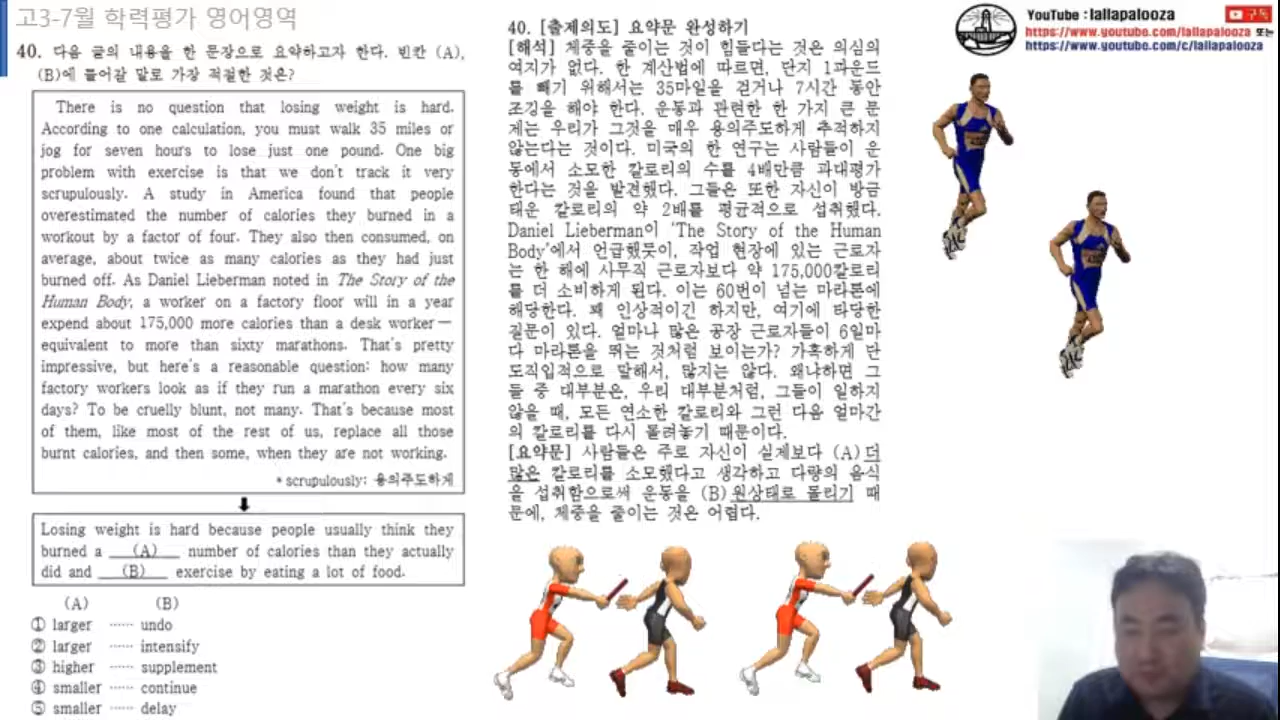 고3-7월 학력평가 영어영역
40. 다음 글의 내용을 한 문장으로 요약하고자 한다. 빈칸 (A),
(B)에 들어갈 말로 가장 적절한 것은?
There is no question that losing weight is hard.
According to one calculation, you must walk 35 miles or
jog for seven hours to lose just one pound. One big
problem with exercise is that we don't track it very
scrupulously. A study in America found that people
overestimated the number of calories they burned in a
workout by a factor of four. They also then consumed, on
average, about twice as many calories as they had just
burned off. As Daniel Lieberman noted in The Story of the
Human Body, a worker on a factory floor will in a year
expend about 175,000 more calories than a desk worker—
equivalent to more than sixty marathons. That's pretty
impressive, but here's a reasonable question: how many
factory workers look as if they run a marathon every six
days? To be cruelly blunt, not many. That's because most
of them, like most of the rest of us, replace all those
burnt calories, and then some, when they are not working.
* scrupulously: 용의주도하게
Losing weight is hard because people usually think they
burned a (A) number of calories than they actually
did and (B) exercise by eating a lot of food.
(A) (B)
① larger ······ undo
② larger ······ intensify
③ higher ······ supplement
④ smaller ······ continue
⑤ smaller ······ delay
40. [출제의도] 요약문 완성하기
[해석] 체중을 줄이는 것이 힘들다는 것은 의심의
여지가 없다. 한 계산법에 따르면, 단지 1파운드
를 빼기 위해서는 35마일을 걷거나 7시간 동안
조깅을 해야 한다. 운동과 관련한 한 가지 큰 문
제는 우리가 그것을 매우 용의주도하게 추적하지
않는다는 것이다. 미국의 한 연구는 사람들이 운
동에서 소모한 칼로리의 수를 4배만큼 과대평가
한다는 것을 발견했다. 그들은 또한 자신이 방금
태운 칼로리의 약 2배를 평균적으로 섭취했다.
Daniel Lieberman이 'The Story of the Human
Body'에서 언급했듯이, 작업 현장에 있는 근로자
는 한 해에 사무직 근로자보다 약 175,000칼로리
를 더 소비하게 된다. 이는 60번이 넘는 마라톤에
해당한다. 꽤 인상적이긴 하지만, 여기에 타당한
질문이 있다. 얼마나 많은 공장 근로자들이 6일마
다 마라톤을 뛰는 것처럼 보이는가? 가혹하게 단
도직입적으로 말해서, 많지는 않다. 왜냐하면 그
들 중 대부분은, 우리 대부분처럼, 그들이 일하지
않을 때, 모든 연소한 칼로리와 그런 다음 얼마간
의 칼로리를 다시 돌려놓기 때문이다.
[요약문] 사람들은 주로 자신이 실제보다 (A)더
많은 칼로리를 소모했다고 생각하고 다량의 음식
을 섭취함으로써 운동을 (B)원상태로 돌리기 때
문에, 체중을 줄이는 것은 어렵다.
YouTube : lallapalooza 구독
https://www.youtube.com/lallapalooza 또는
https://www.youtube.com/c/lallapalooza